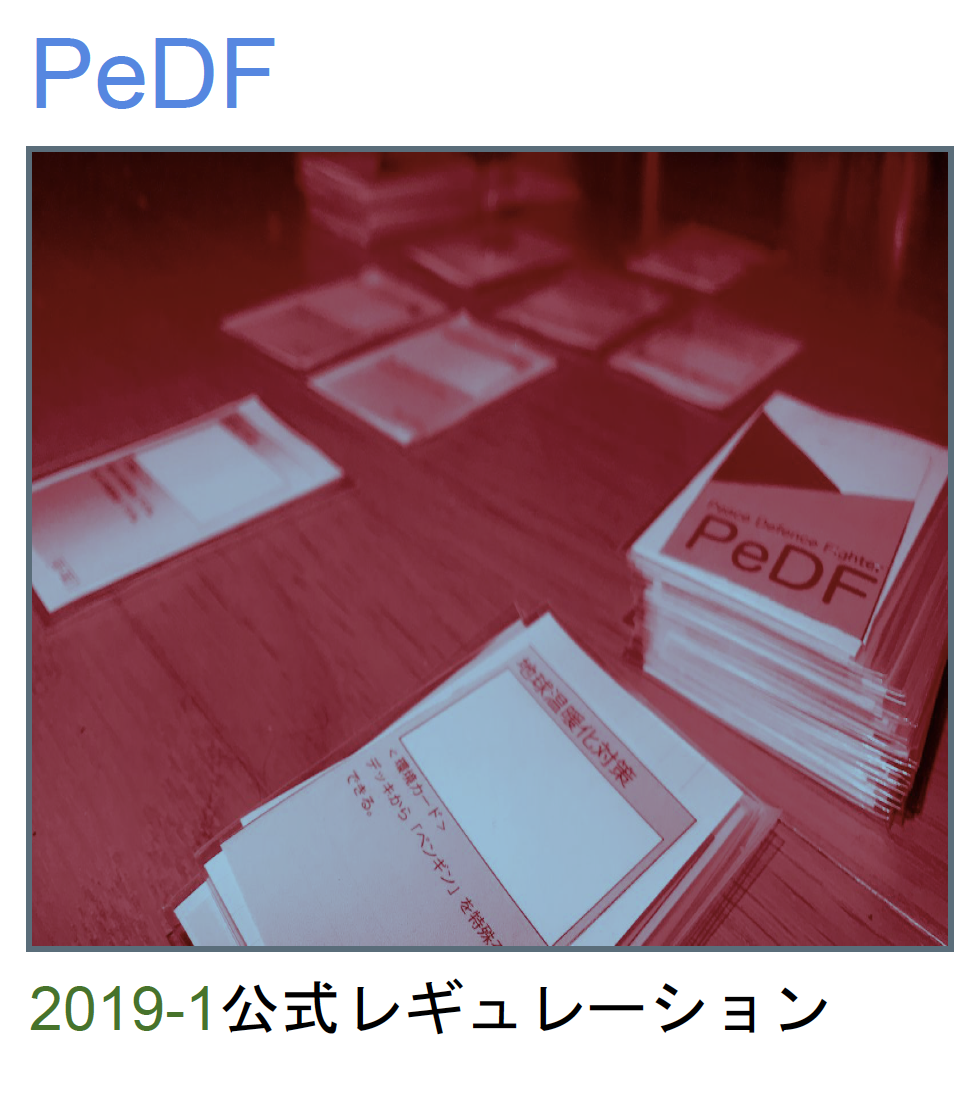 PeDF
Peace Defence Fighter
PeDF
地球温暖化対策
＜環境カード＞
デッキから「ペンギン」を特殊
できる。
2019-1公式レギュレーション